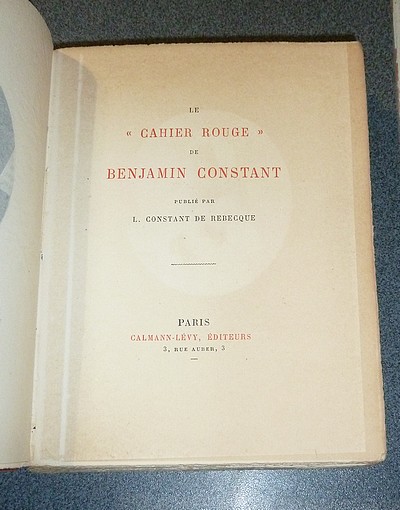 LE
« CAHIER ROUGE »
DE
BENJAMIN CONSTANT
PUBLIÉ PAR
L. CONSTANT DE REBECQUE
PARIS
CALMANN-LÉVY, ÉDITEURS
3, RUE AUBER, 3